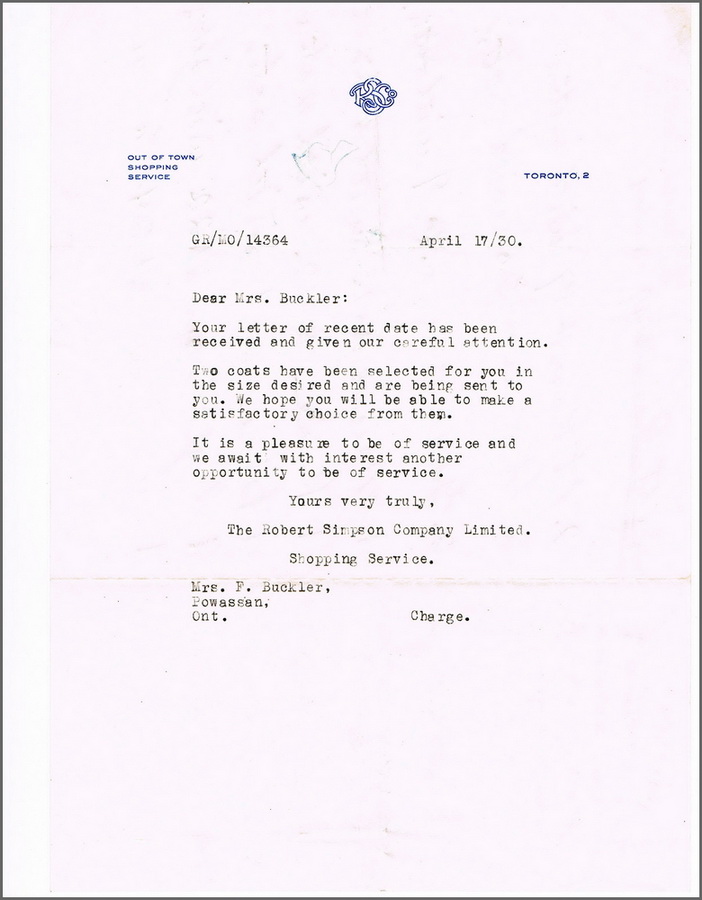 RSCo
OUT OF TOWN
SHOPPING
SERVICE
TORONTO, 2
GR/MO/14364 April 17/30.
Dear Mrs. Buckler:
Your letter of recent date has been
received and given our careful attention.
Two coats have been selected for you in
the size desired and are being sent to
you. We hope you will be able to make a
satisfactory choice from them.
It is a pleasure to be of service and
we await with interest another
opportunity to be of service.
Yours very truly,
The Robert Simpson Company Limited.
Shopping Service.
Mrs. F. Buckler,
Powassan,
Ont. Charge.